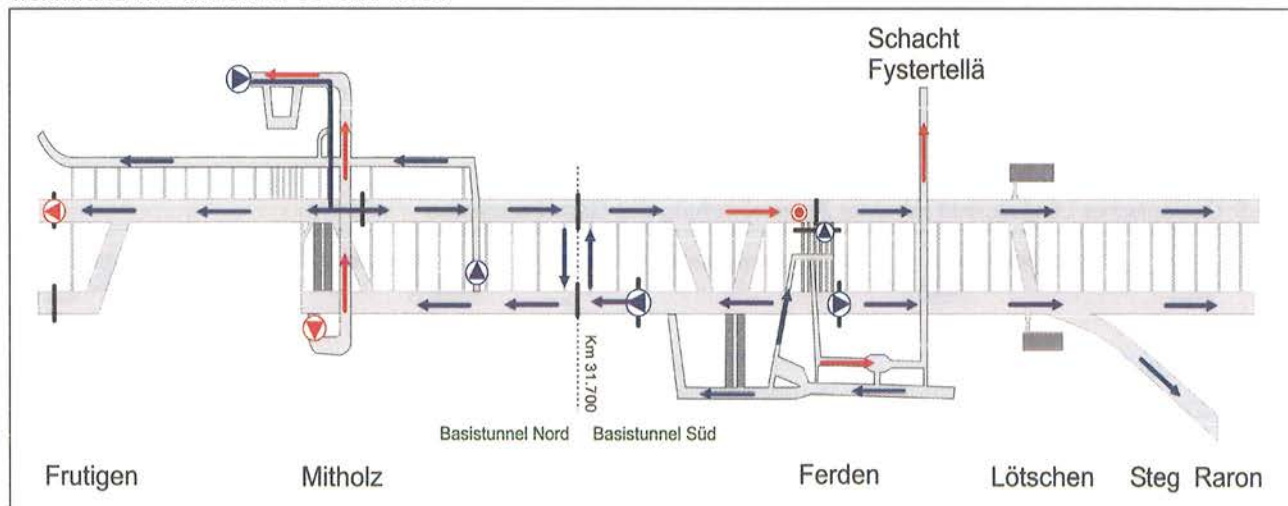 Schacht
Fystertellä
Km 31.700
Basistunnel Nord
Basistunnel Süd
Frutigen
Mitholz
Ferden
Lötschen
Steg
Raron